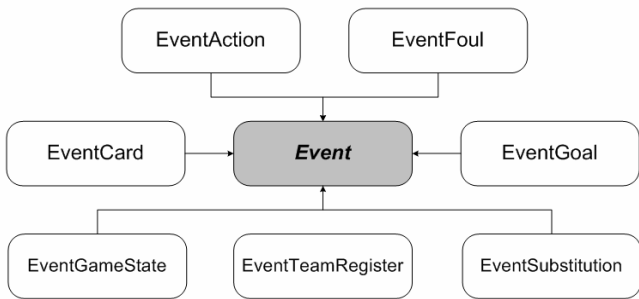 EventAction
EventFoul
EventCard
Event
EventGoal
EventGameState
EventTeamRegister
EventSubstitution